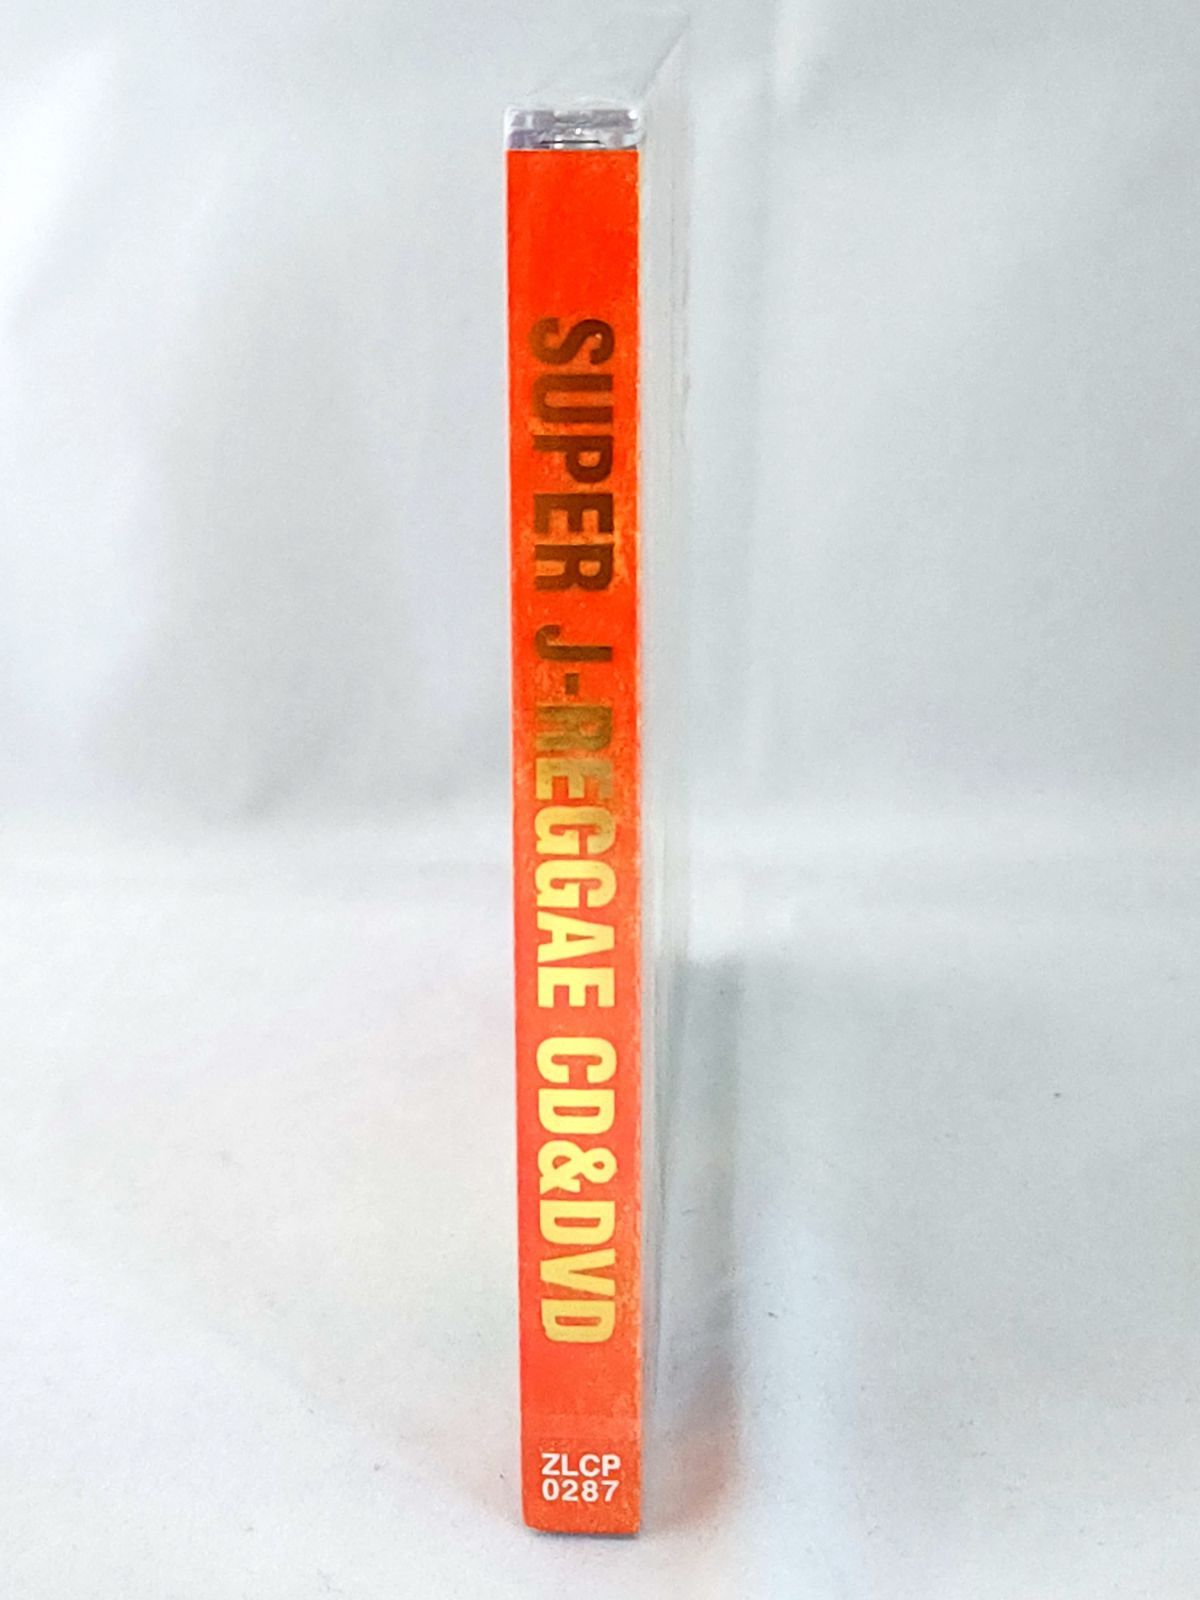 SUPER J-REGGAE CD&DVD
ZLCP
0287